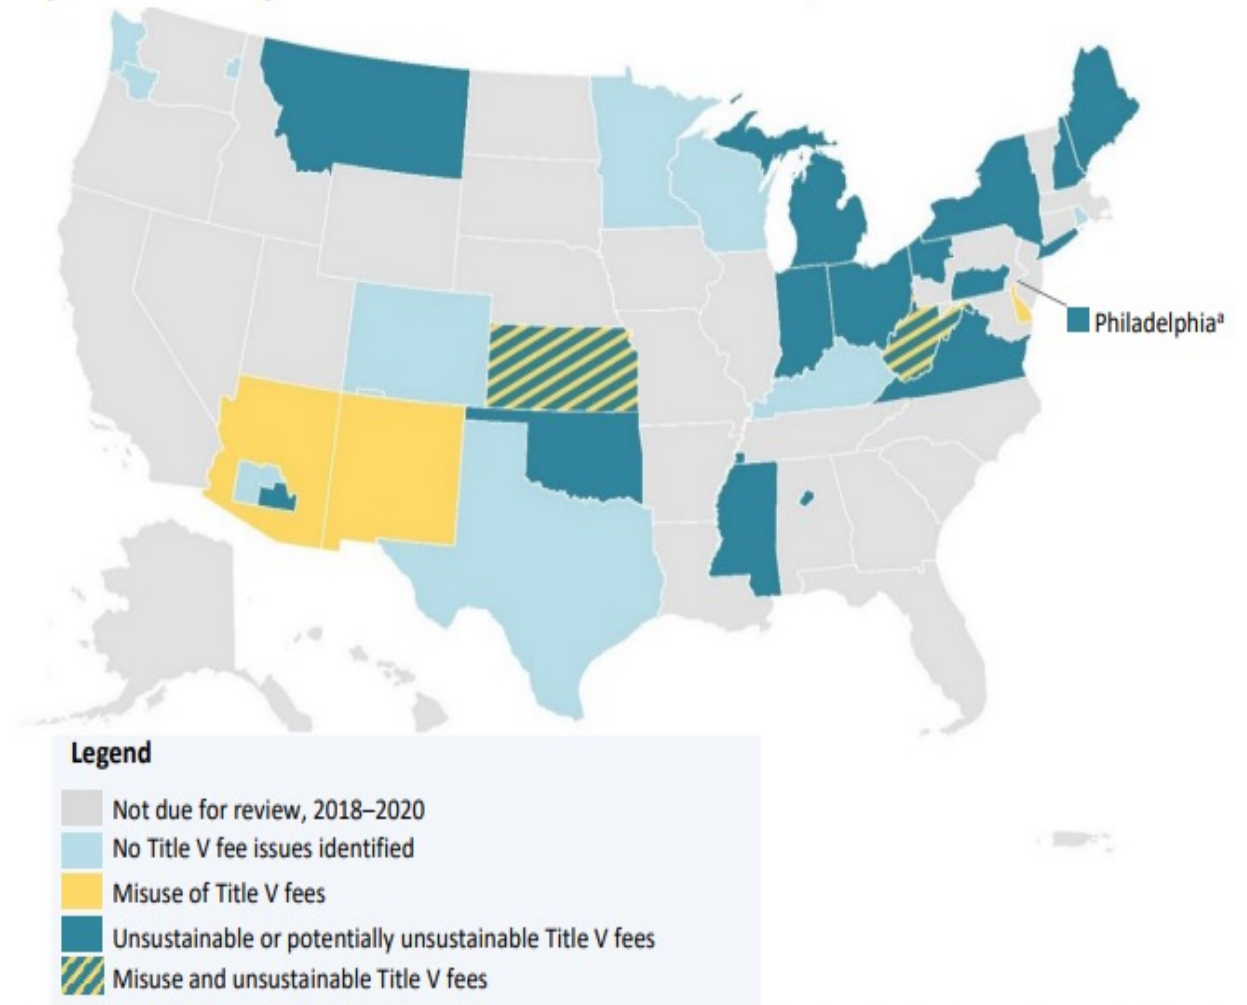 Philadelphiaª
Legend
Not due for review, 2018–2020
No Title V fee issues identified
Misuse of Title V fees
Unsustainable or potentially unsustainable Title V fees
Misuse and unsustainable Title V fees